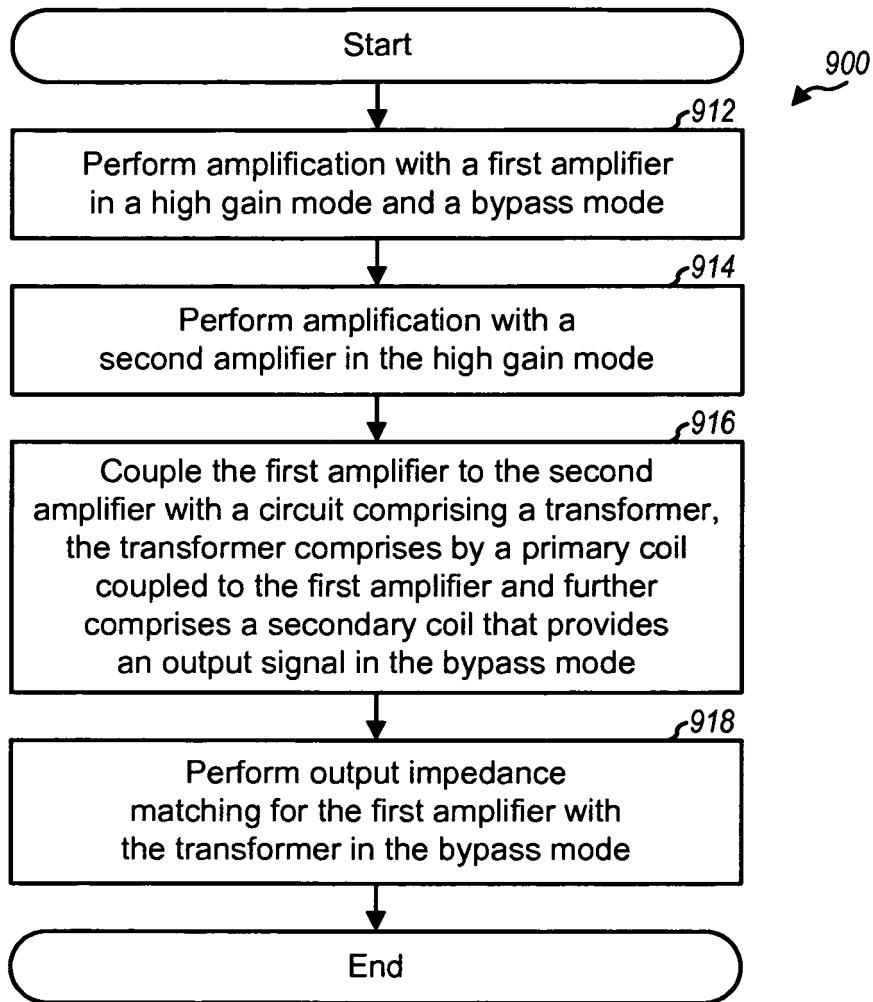 Start
900
912
Perform amplification with a first amplifier
in a high gain mode and a bypass mode
914
Perform amplification with a
second amplifier in the high gain mode
916
Couple the first amplifier to the second
amplifier with a circuit comprising a transformer,
the transformer comprises by a primary coil
coupled to the first amplifier and further
comprises a secondary coil that provides
an output signal in the bypass mode
918
Perform output impedance
matching for the first amplifier with
the transformer in the bypass mode
End